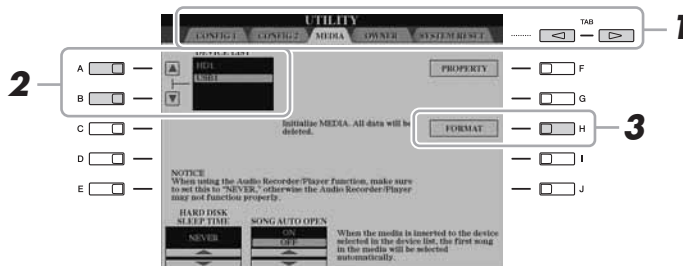 UTILITY
TAB
1
CONFIG 1 CONFIG 2 MEDIA OWNER SYSTEM RESET
DEVICE LIST
2
A
HD1
USB1
PROPERTY
F
B
G
C
Initialize MEDIA. All data will be deleted.
FORMAT
H
3
D
I
E
J
NOTICE
When using the Audio Recorder/Player function, make sure
to set this to "NEVER," otherwise the Audio Recorder/Player
may not function properly.
HARD DISK
SLEEP TIME
SONG AUTO OPEN
NEVER
ON
OFF
When the media is inserted to the device
selected in the device list, the first song
in the media will be selected
automatically.